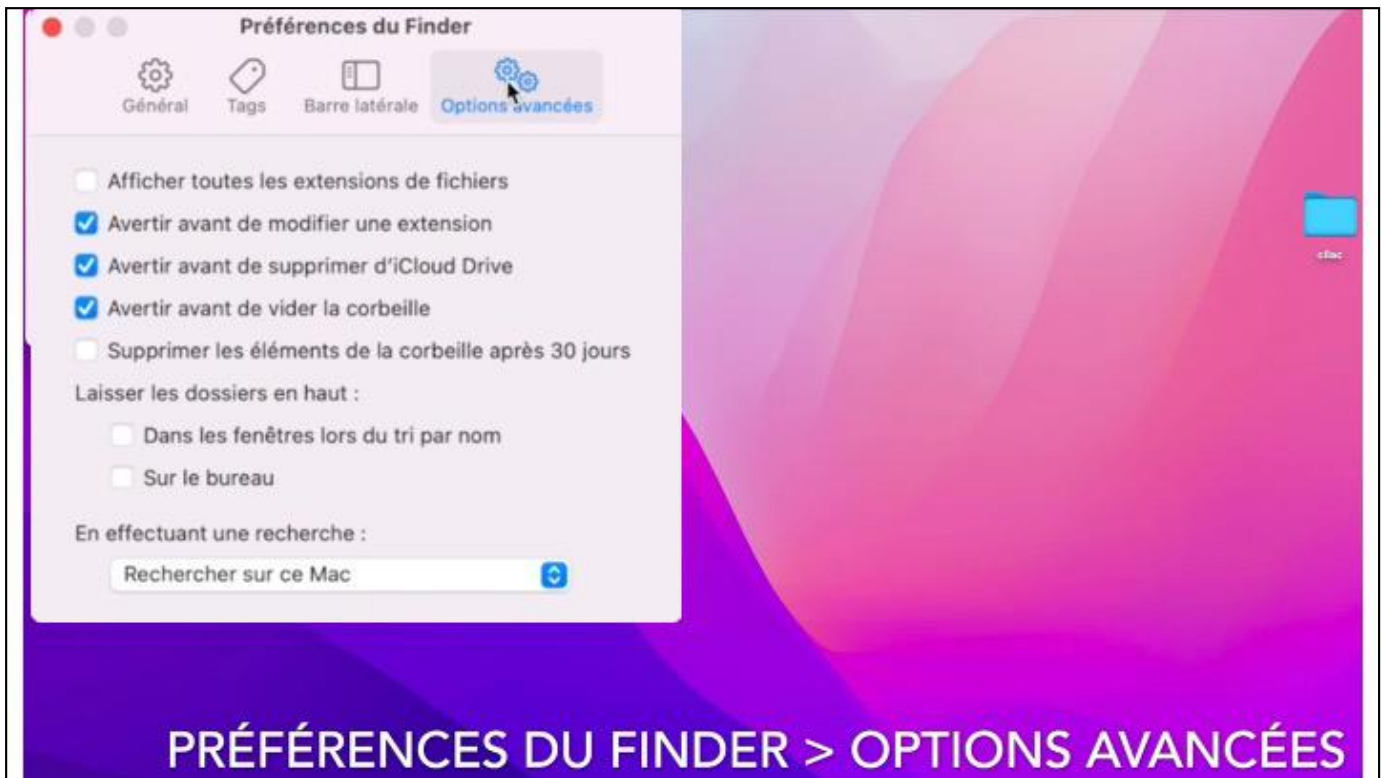 Préférences du Finder
Général Tags Barre latérale Options avancées
Afficher toutes les extensions de fichiers
Avertir avant de modifier une extension
Avertir avant de supprimer d’iCloud Drive
Avertir avant de vider la corbeille
Supprimer les éléments de la corbeille après 30 jours
Laisser les dossiers en haut :
Dans les fenêtres lors du tri par nom
Sur le bureau
En effectuant une recherche :
Rechercher sur ce Mac
PRÉFÉRENCES DU FINDER > OPTIONS AVANCÉES